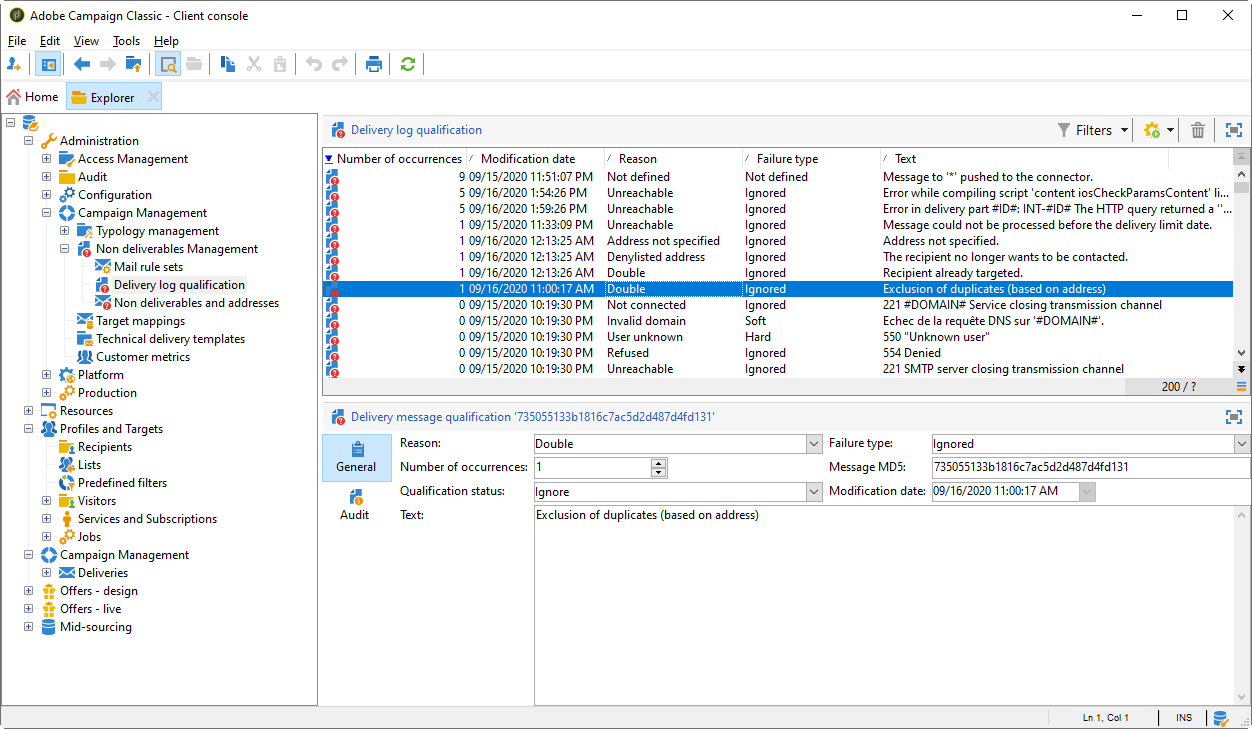 Adobe Campaign Classic - Client console
File Edit View Tools Help
Home Explorer
Administration
Access Management
Audit
Configuration
Campaign Management
Typology management
Non deliverables Management
Mail rule sets
Delivery log qualification
Non deliverables and addresses
Target mappings
Technical delivery templates
Customer metrics
Platform
Production
Resources
Profiles and Targets
Recipients
Lists
Predefined filters
Visitors
Services and Subscriptions
Jobs
Campaign Management
Deliveries
Offers - design
Offers - live
Mid-sourcing
Delivery log qualification Filters
Number of occurrences Modification date Reason Failure type Text
9 09/15/2020 11:51:07 PM Not defined Not defined Message to '*' pushed to the connector.
5 09/16/2020 1:54:26 PM Unreachable Ignored Error while compiling script 'content iosCheckParamsContent' li...
5 09/16/2020 1:59:26 PM Unreachable Ignored Error in delivery part #ID#: INT-#ID# The HTTP query returned a ''...
1 09/15/2020 11:33:09 PM Unreachable Ignored Message could not be processed before the delivery limit date.
1 09/16/2020 12:13:25 AM Address not specified Ignored Address not specified.
1 09/16/2020 12:13:25 AM Denylisted address Ignored The recipient no longer wants to be contacted.
1 09/16/2020 12:13:26 AM Double Ignored Recipient already targeted.
1 09/16/2020 11:00:17 AM Double Ignored Exclusion of duplicates (based on address)
0 09/15/2020 10:19:30 PM Not connected Ignored 221 #DOMAIN# Service closing transmission channel
0 09/15/2020 10:19:30 PM Invalid domain Soft Echec de la requête DNS sur '#DOMAIN#'.
0 09/15/2020 10:19:30 PM User unknown Hard 550 "Unknown user"
0 09/15/2020 10:19:30 PM Refused Ignored 554 Denied
0 09/15/2020 10:19:30 PM Unreachable Ignored 221 SMTP server closing transmission channel
200 / ?
Delivery message qualification '735055133b1816c7ac5d2d487d4fd131'
General
Audit
Reason: Double Failure type: Ignored
Number of occurrences: 1 Message MD5: 735055133b1816c7ac5d2d487d4fd131
Qualification status: Ignore Modification date: 09/16/2020 11:00:17 AM
Text: Exclusion of duplicates (based on address)
Ln 1, Col 1 INS